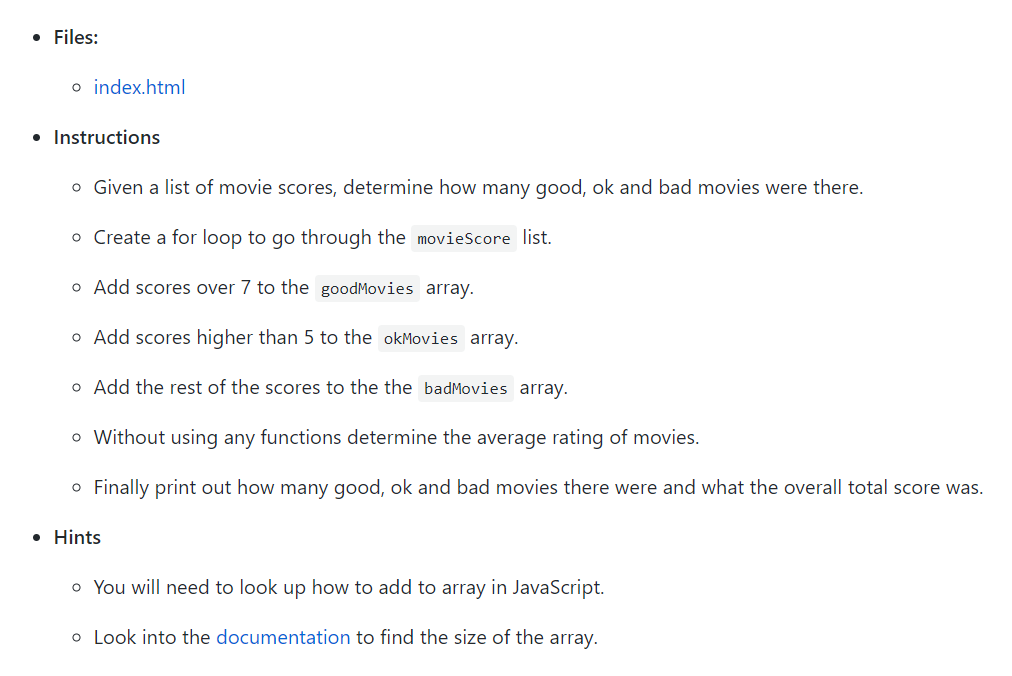 Files:
index.html
Instructions
Given a list of movie scores, determine how many good, ok and bad movies were there.
Create a for loop to go through the movieScore list.
Add scores over 7 to the goodMovies array.
Add scores higher than 5 to the okMovies array.
Add the rest of the scores to the the badMovies array.
Without using any functions determine the average rating of movies.
Finally print out how many good, ok and bad movies there were and what the overall total score was.
Hints
You will need to look up how to add to array in JavaScript.
Look into the documentation to find the size of the array.